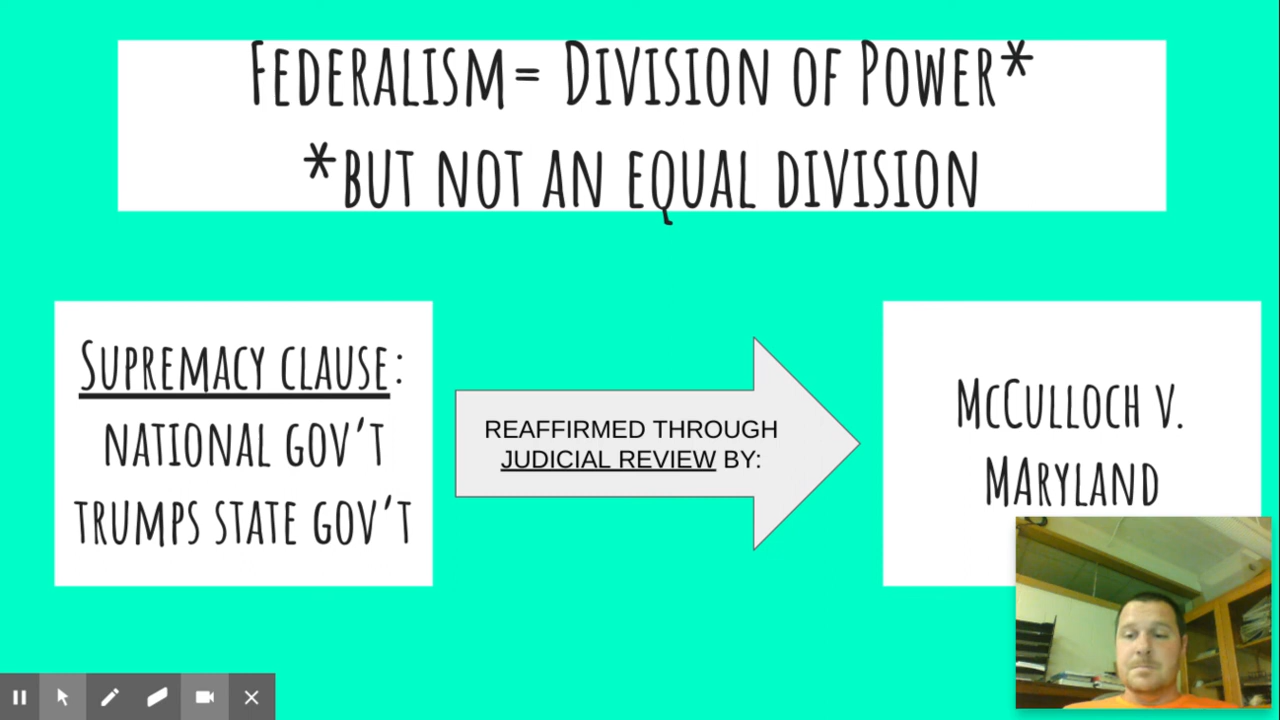 Federalism= Division of Power*
*but not an equal division
Supremacy clause:
national gov't
trumps state gov't
REAFFIRMED THROUGH
JUDICIAL REVIEW BY:
McCulloch v.
MAryland